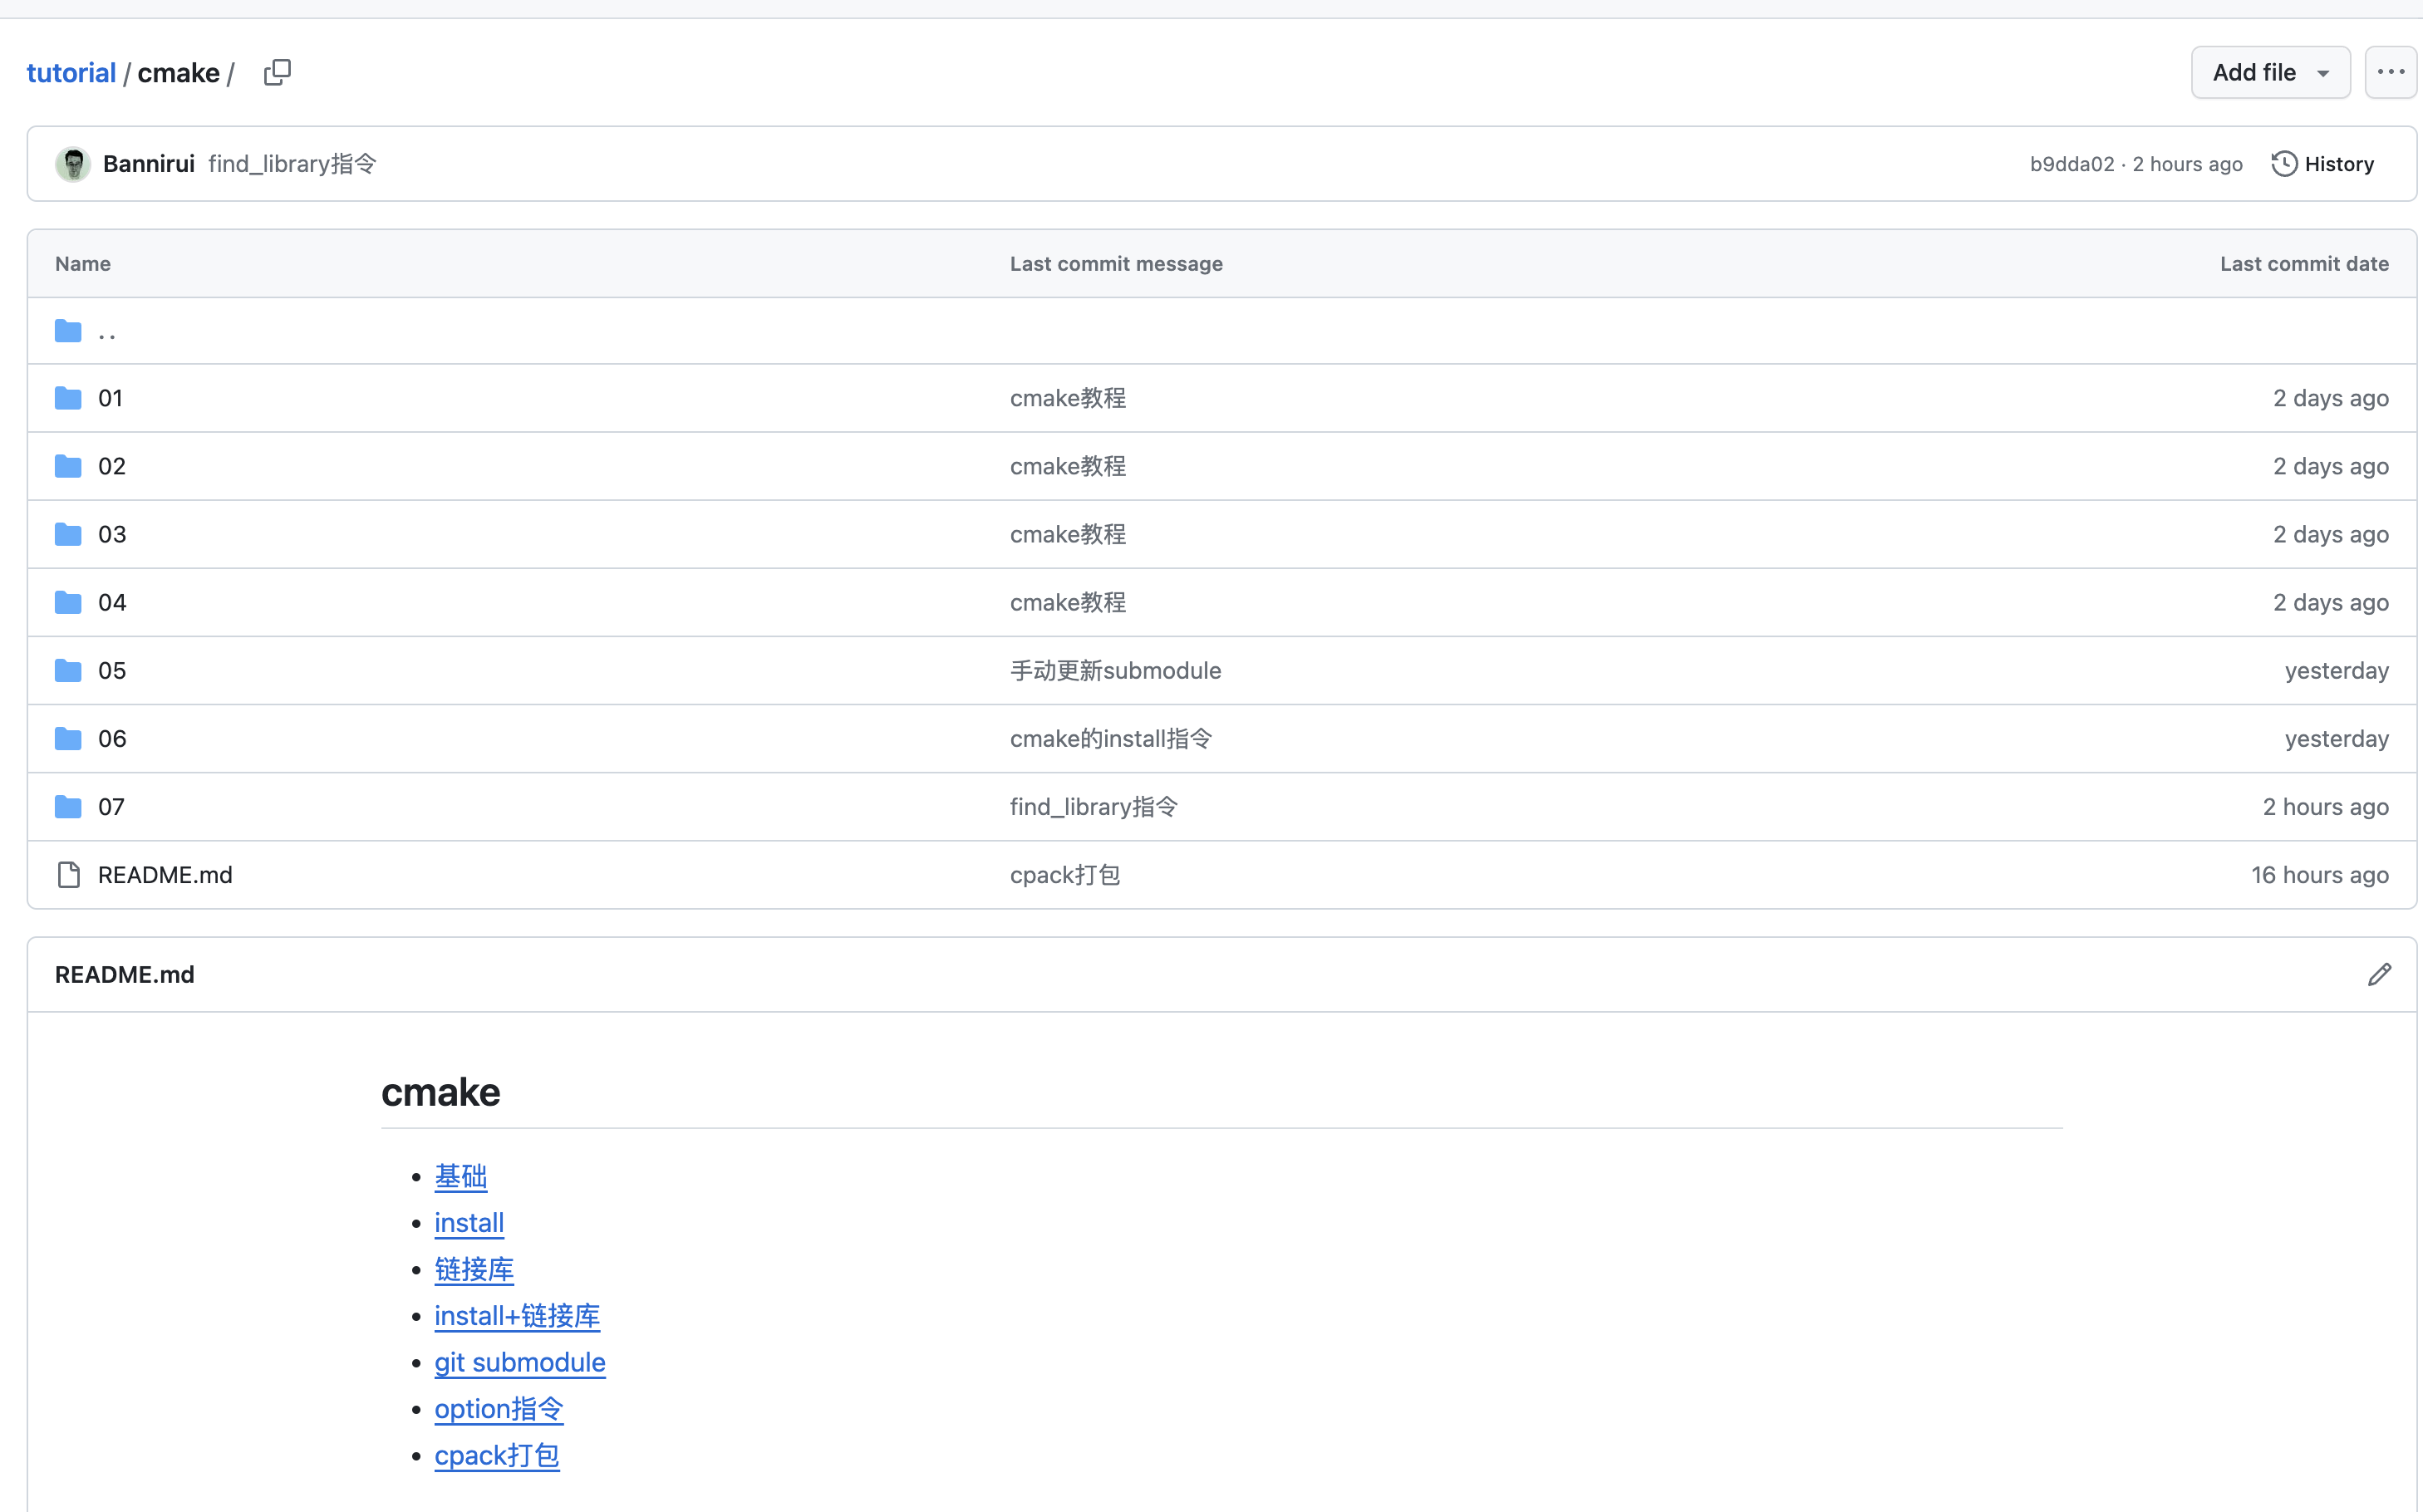 tutorial / cmake /
Add file
Bannirui find_library指令
b9dda02 · 2 hours ago History
Name Last commit message Last commit date
..
01 cmake教程 2 days ago
02 cmake教程 2 days ago
03 cmake教程 2 days ago
04 cmake教程 2 days ago
05 手动更新submodule yesterday
06 cmake的install指令 yesterday
07 find_library指令 2 hours ago
README.md cpack打包 16 hours ago
README.md
cmake
基础
install
链接库
install+链接库
git submodule
option指令
cpack打包